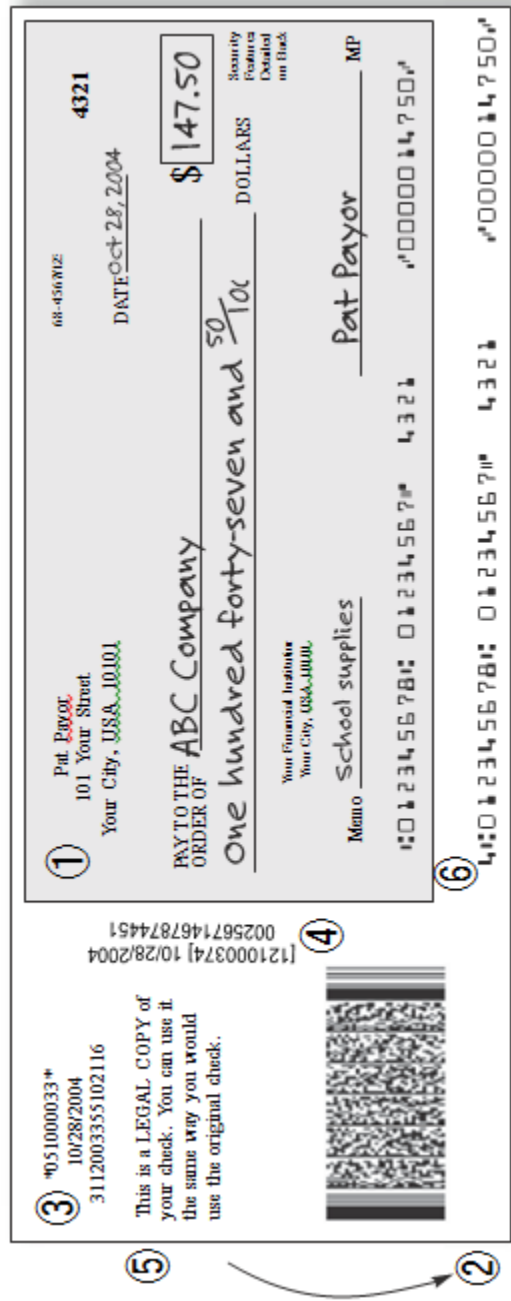 ①
Pat Payor
101 Your Street
Your City, USA 10101
68-4567/0123
4321
DATE Oct 28, 2004
PAY TO THE
ORDER OF ABC Company
$ 147.50
One hundred forty-seven and 50/100 DOLLARS
Security
Features
Detailed
on Back
Your Financial Institution
Your City, USA 10101
Memo School supplies
Pat Payor MP
⑆012345678⑆ 01234567⑈ 4321 ⑇0000014750⑇
③
*051000033*
10/28/2004
3112003355102116
⑤
This is a LEGAL COPY of
your check. You can use it
the same way you would
use the original check.
[121000374] 10/28/2004
0025671467874451
④
⑥
②
4⑆012345678⑆ 01234567⑈ 4321 ⑇0000014750⑇